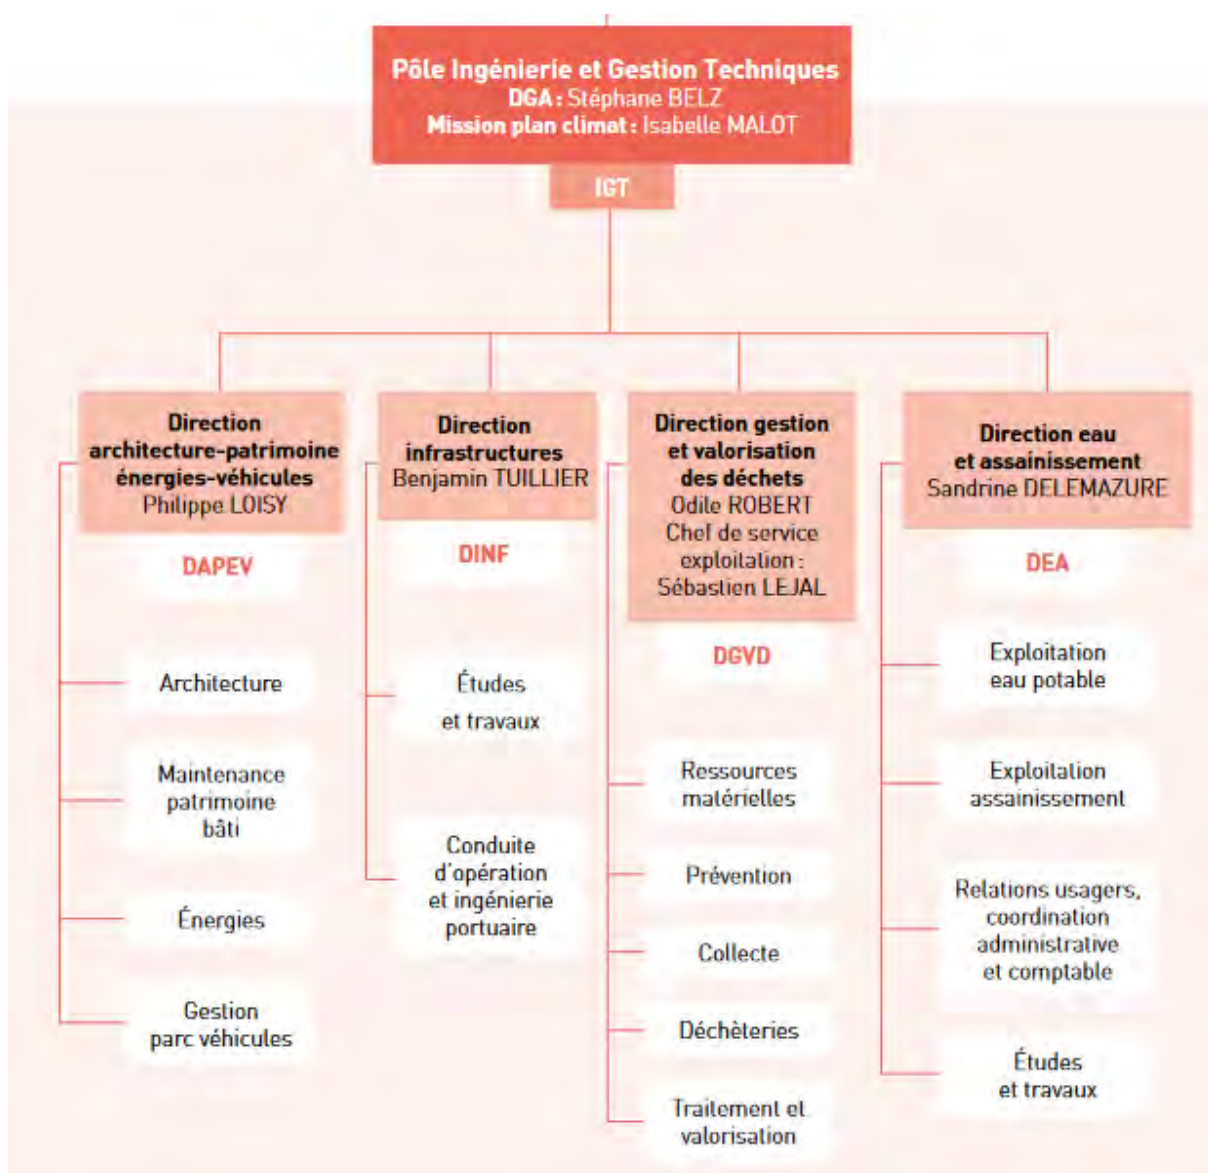 Pôle Ingénierie et Gestion Techniques
DGA : Stéphane BELZ
Mission plan climat : Isabelle MALOT
IGT
Direction
architecture-patrimoine
énergies-véhicules
Philippe LOISY
DAPEV
Architecture
Maintenance
patrimoine
bâti
Énergies
Gestion
parc véhicules
Direction
infrastructures
Benjamin TUILLIER
DINF
Études
et travaux
Conduite
d'opération
et ingénierie
portuaire
Direction gestion
et valorisation
des déchets
Odile ROBERT
Chef de service
exploitation :
Sébastien LEJAL
DGVD
Ressources
matérielles
Prévention
Collecte
Déchèteries
Traitement et
valorisation
Direction eau
et assainissement
Sandrine DELEMAZURE
DEA
Exploitation
eau potable
Exploitation
assainissement
Relations usagers,
coordination
administrative
et comptable
Études
et travaux